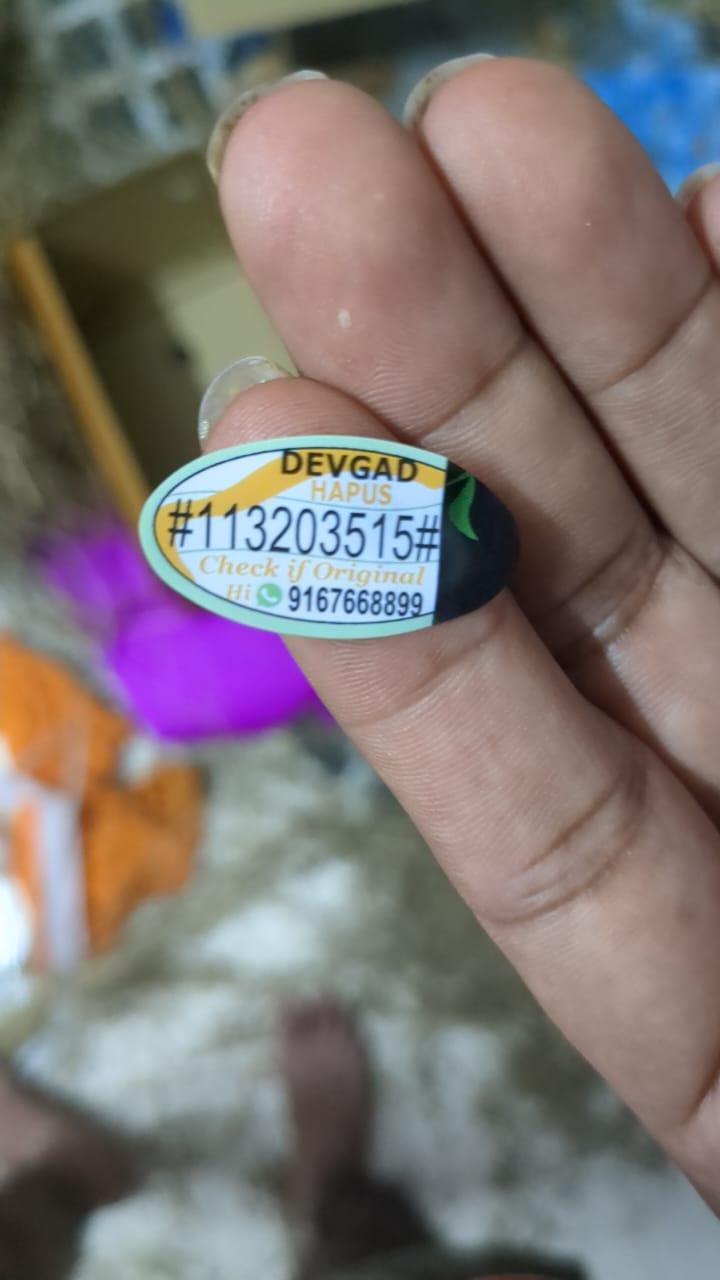 DEVGAD
HAPUS
#113203515#
Check if Original
Hi 9167668899